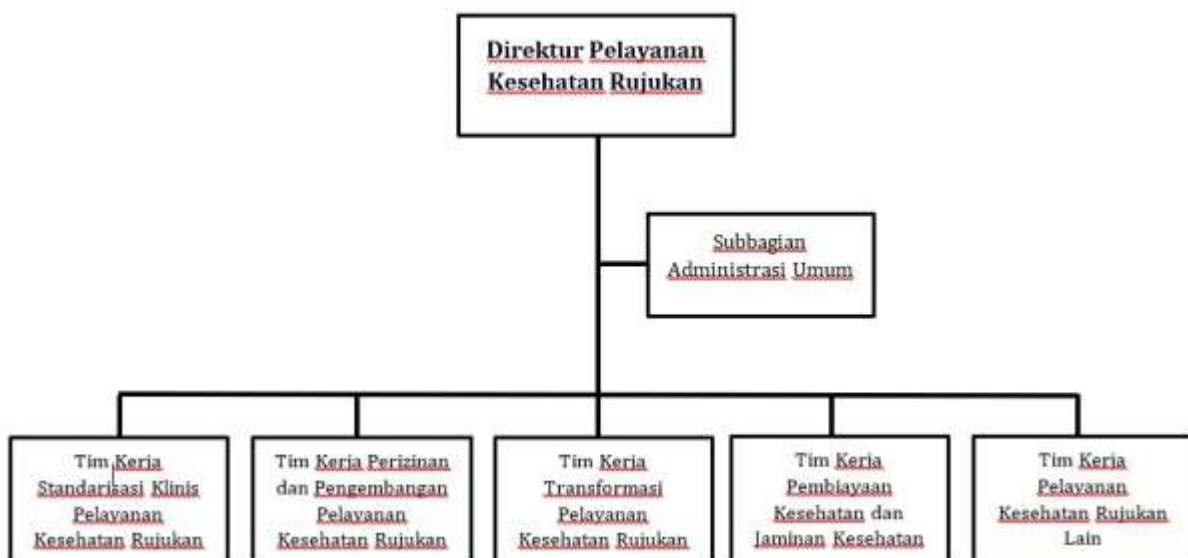 Direktur Pelayanan
Kesehatan Rujukan
Subbagian
Administrasi Umum
Tim Kerja
Standarisasi Klinis
Pelayanan
Kesehatan Rujukan
Tim Kerja Perizinan
dan Pengembangan
Pelayanan
Kesehatan Rujukan
Tim Kerja
Transformasi
Pelayanan
Kesehatan Rujukan
Tim Kerja
Pembiayaan
Kesehatan dan
Jaminan Kesehatan
Tim Kerja
Pelayanan
Kesehatan Rujukan
Lain